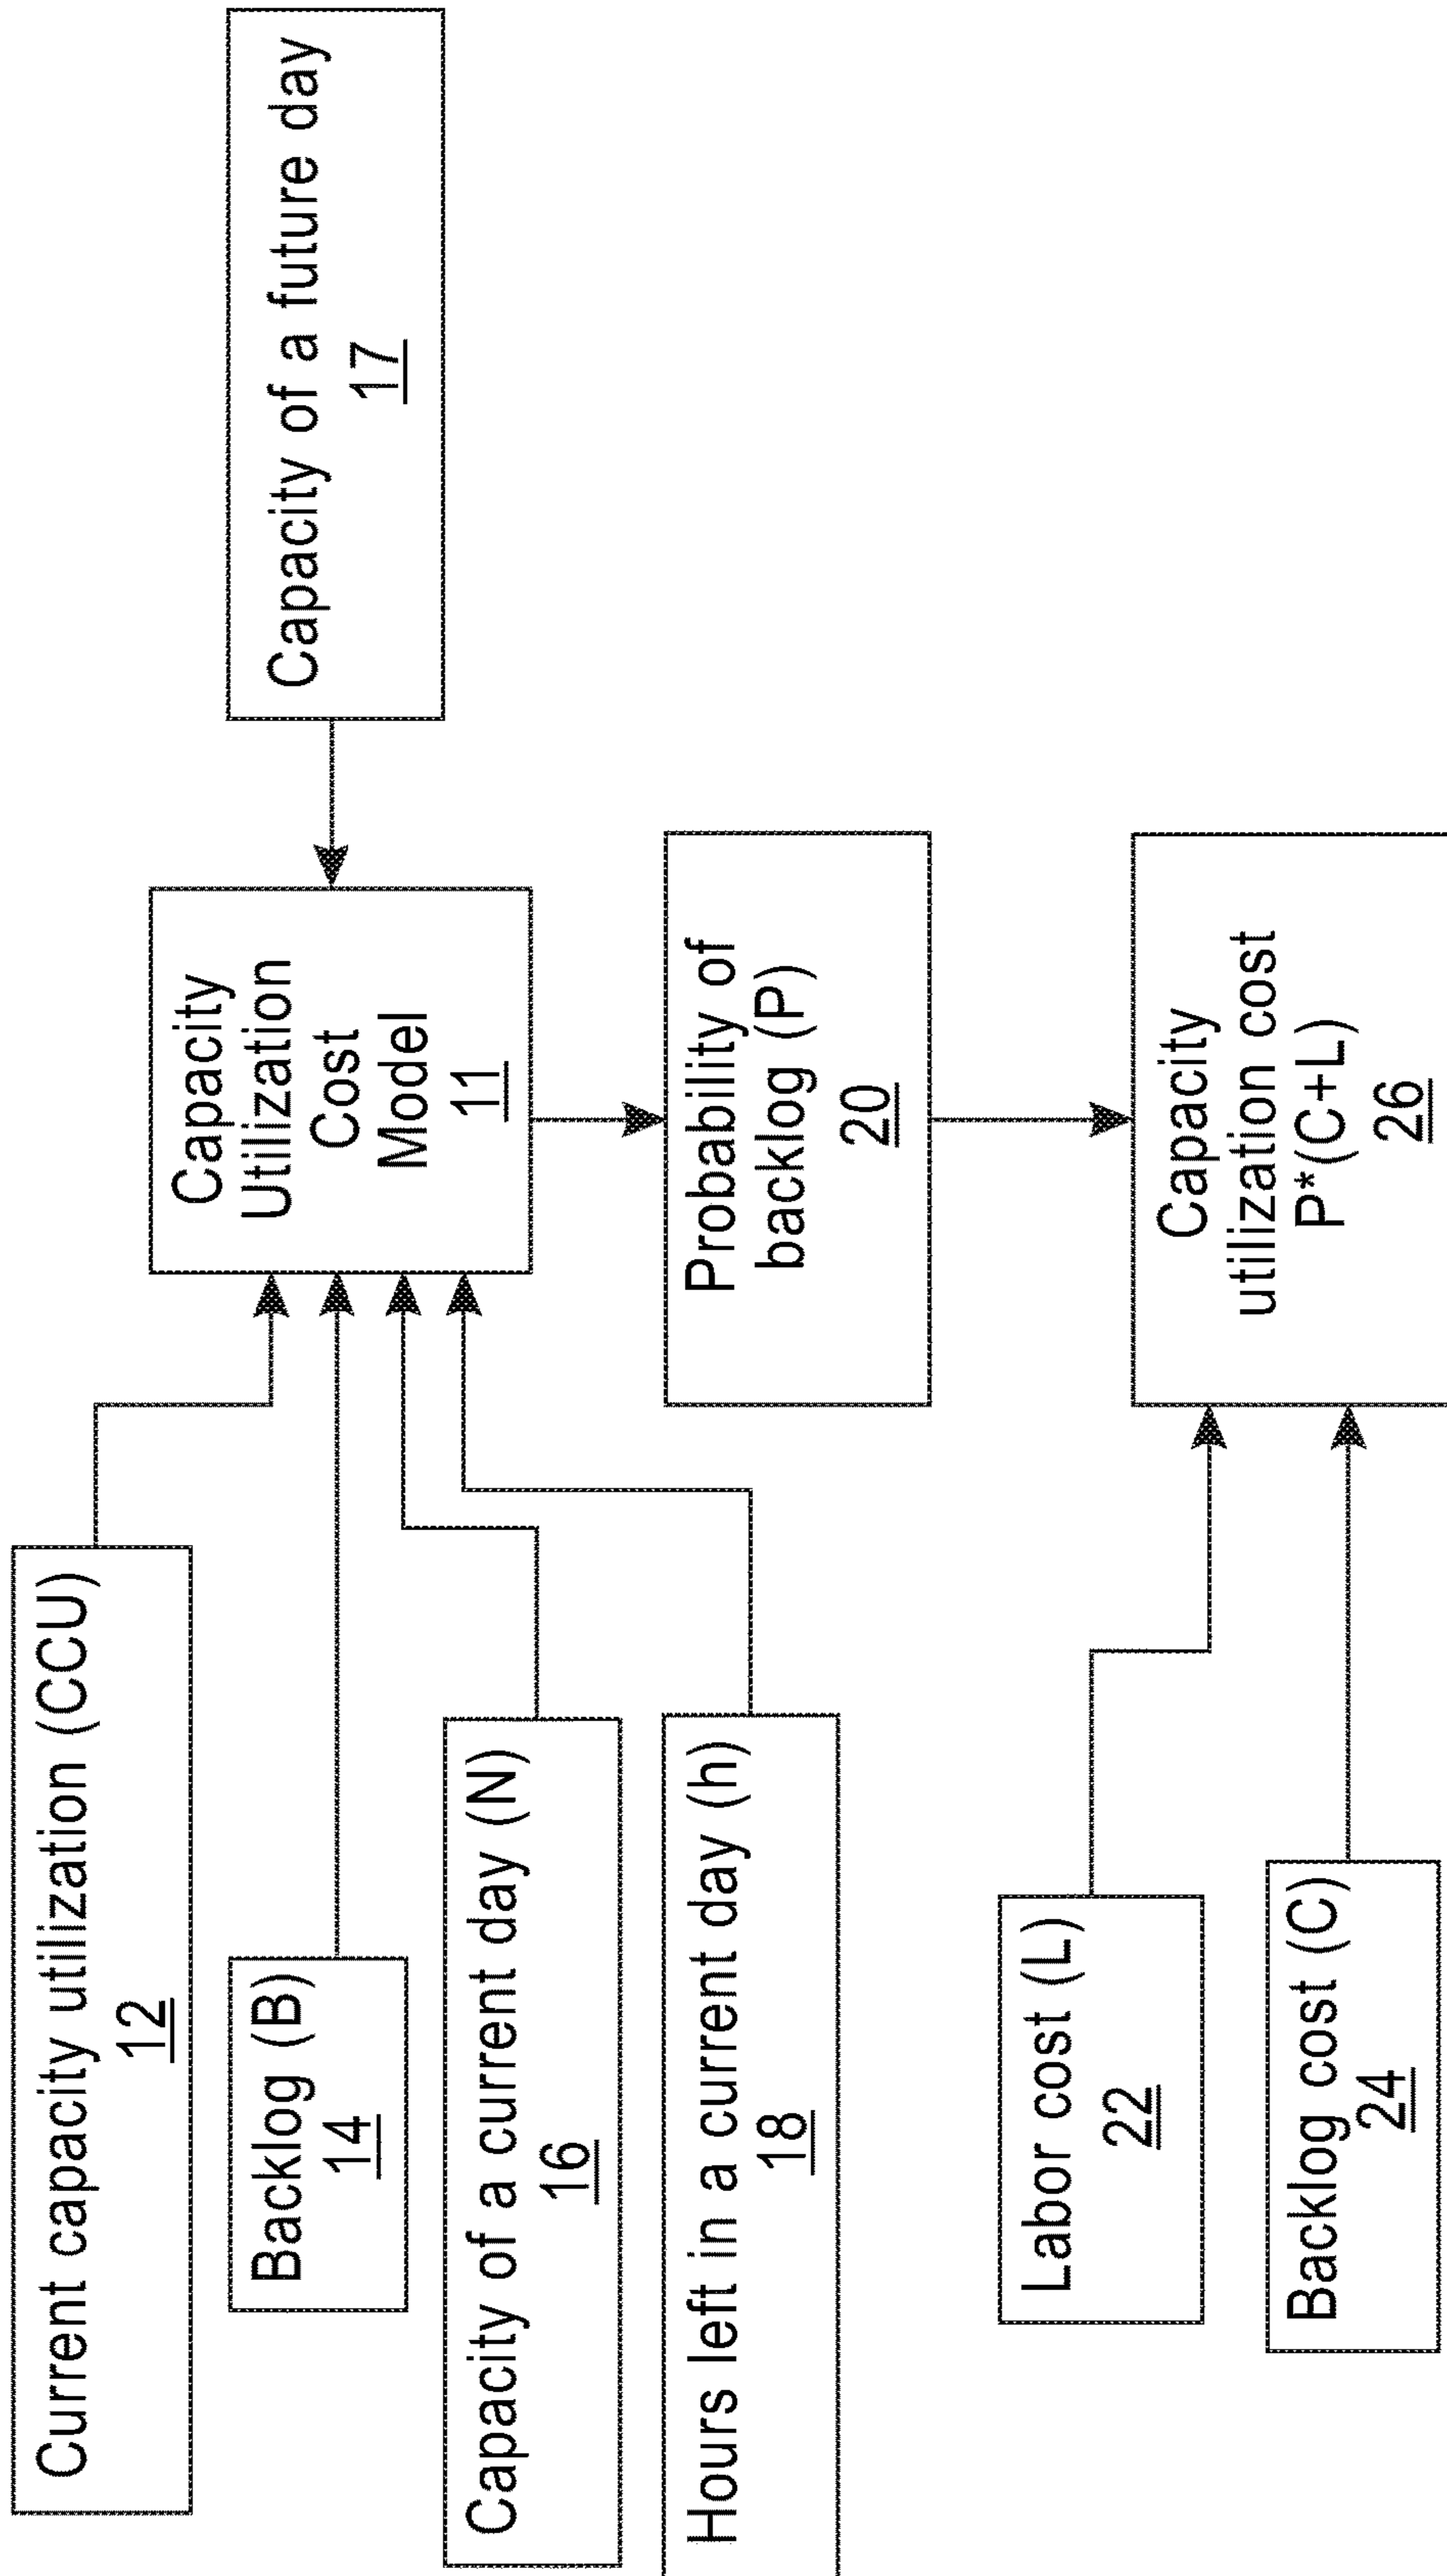 Current capacity utilization (CCU)
12
Backlog (B)
14
Capacity of a current day (N)
16
Hours left in a current day (h)
18
Capacity
Utilization
Cost
Model
11
Capacity of a future day
17
Probability of
backlog (P)
20
Labor cost (L)
22
Backlog cost (C)
24
Capacity
utilization cost
P*(C+L)
26